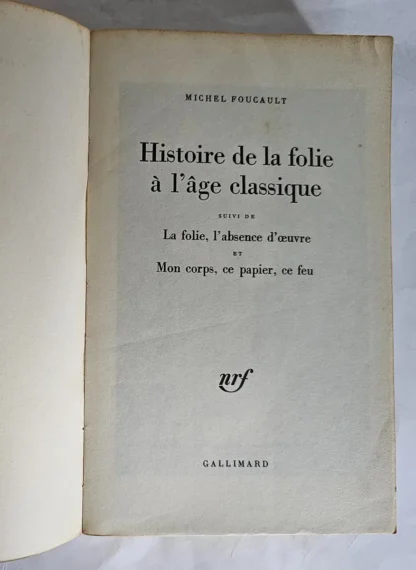 MICHEL FOUCAULT
Histoire de la folie
à l'âge classique
SUIVI DE
La folie, l'absence d'œuvre
ET
Mon corps, ce papier, ce feu
nrf
GALLIMARD